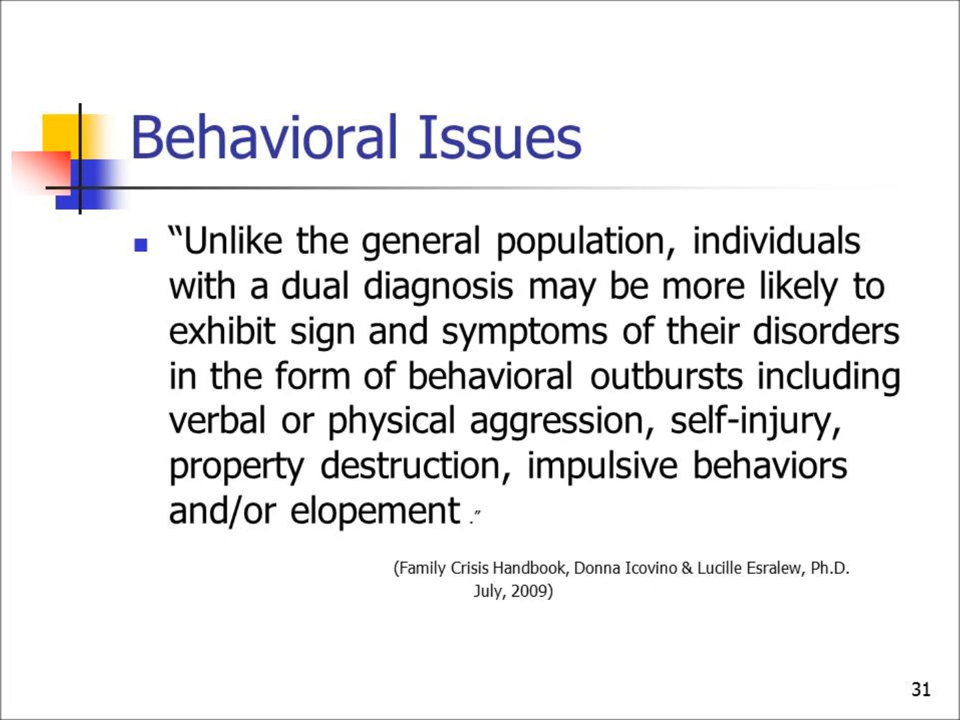 Behavioral Issues
“Unlike the general population, individuals
with a dual diagnosis may be more likely to
exhibit sign and symptoms of their disorders
in the form of behavioral outbursts including
verbal or physical aggression, self-injury,
property destruction, impulsive behaviors
and/or elopement .”
(Family Crisis Handbook, Donna Icovino & Lucille Esralew, Ph.D.
July, 2009)
31